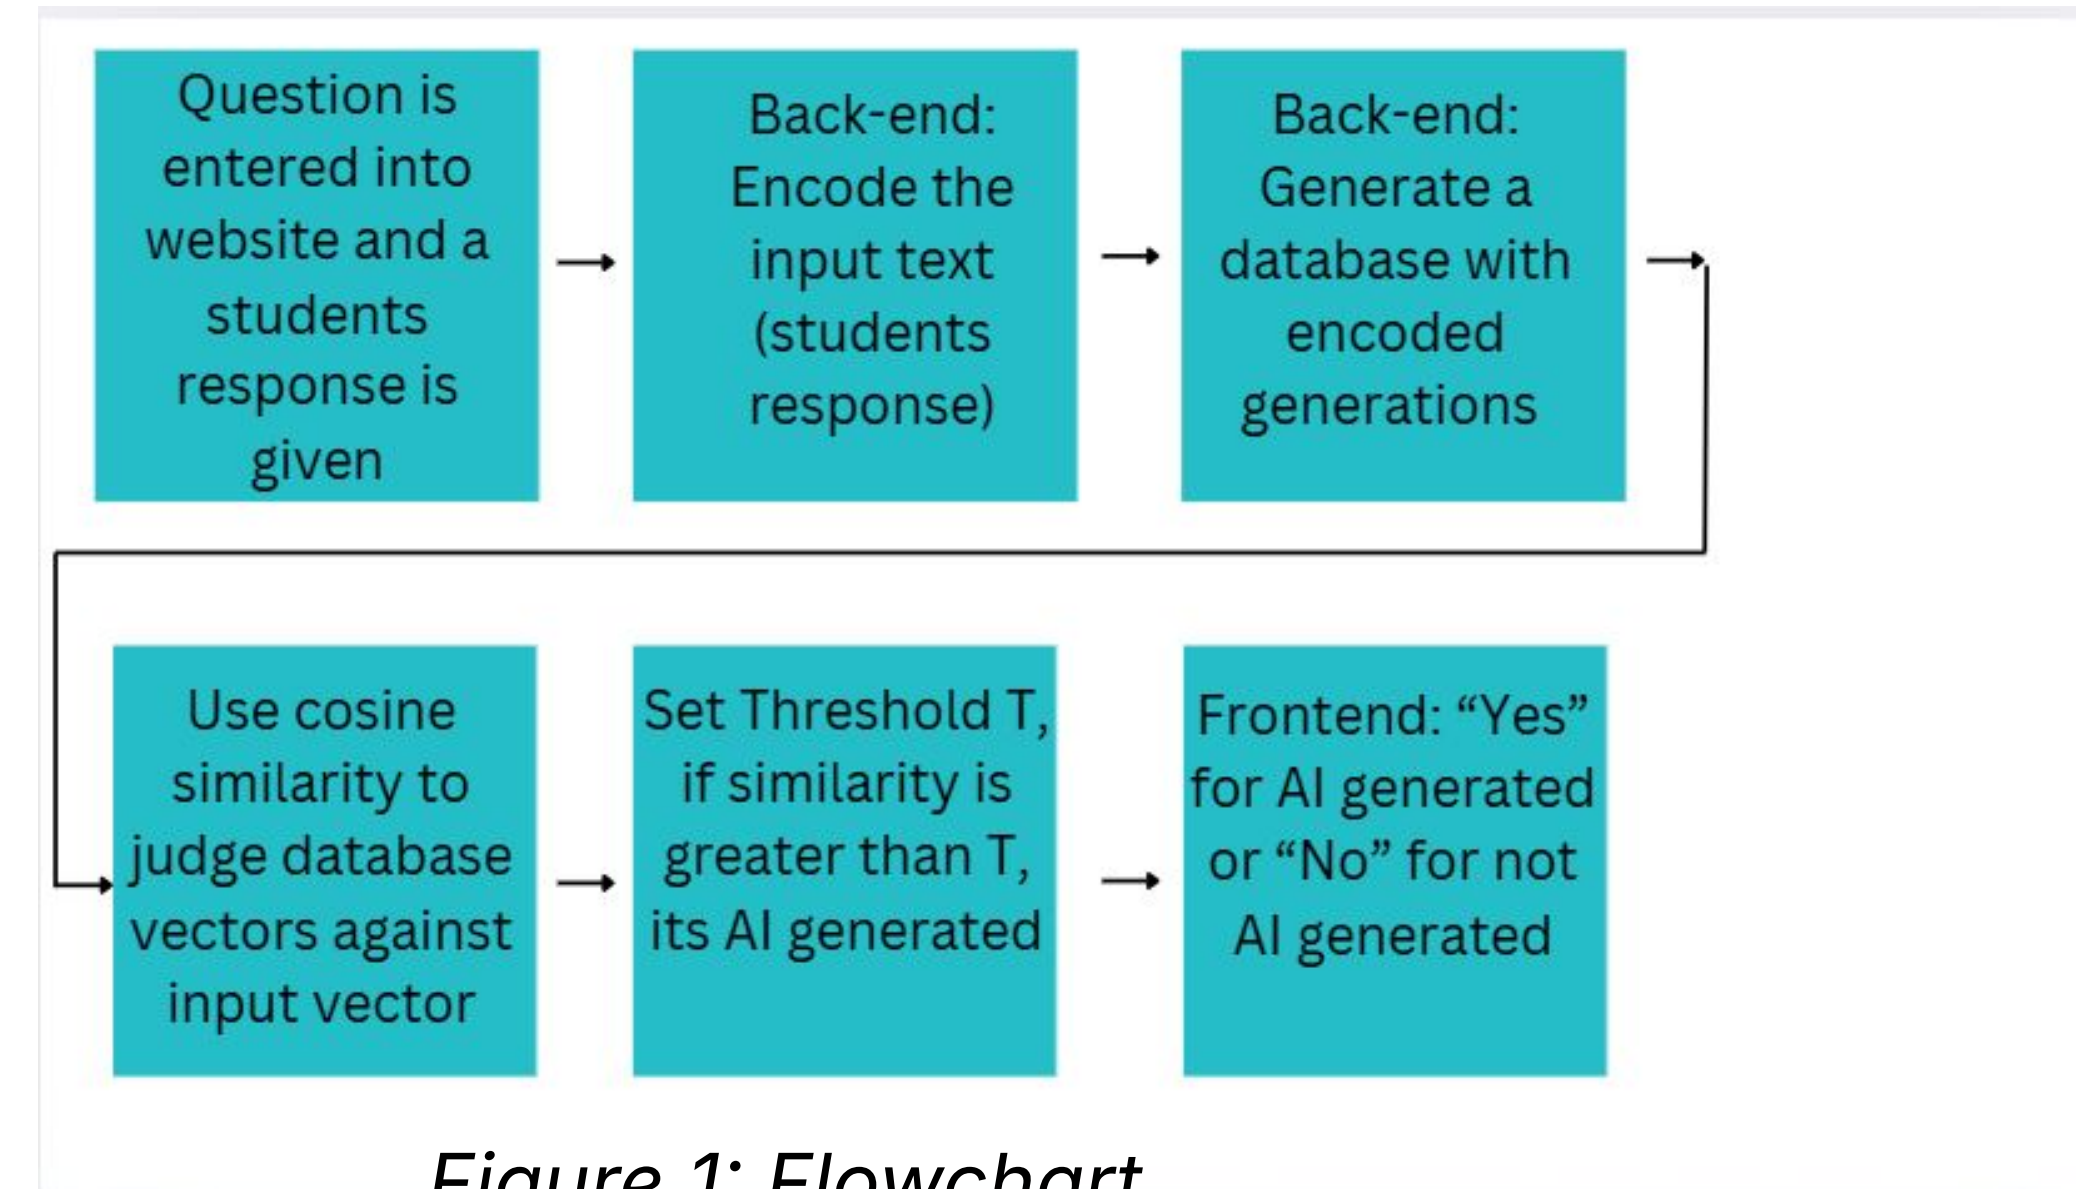 Question is
entered into
website and a
students
response is
given
Back-end:
Encode the
input text
(students
response)
Back-end:
Generate a
database with
encoded
generations
Use cosine
similarity to
judge database
vectors against
input vector
Set Threshold T,
if similarity is
greater than T,
its AI generated
Frontend: “Yes”
for AI generated
or “No” for not
AI generated
Figure 1: Flowchart